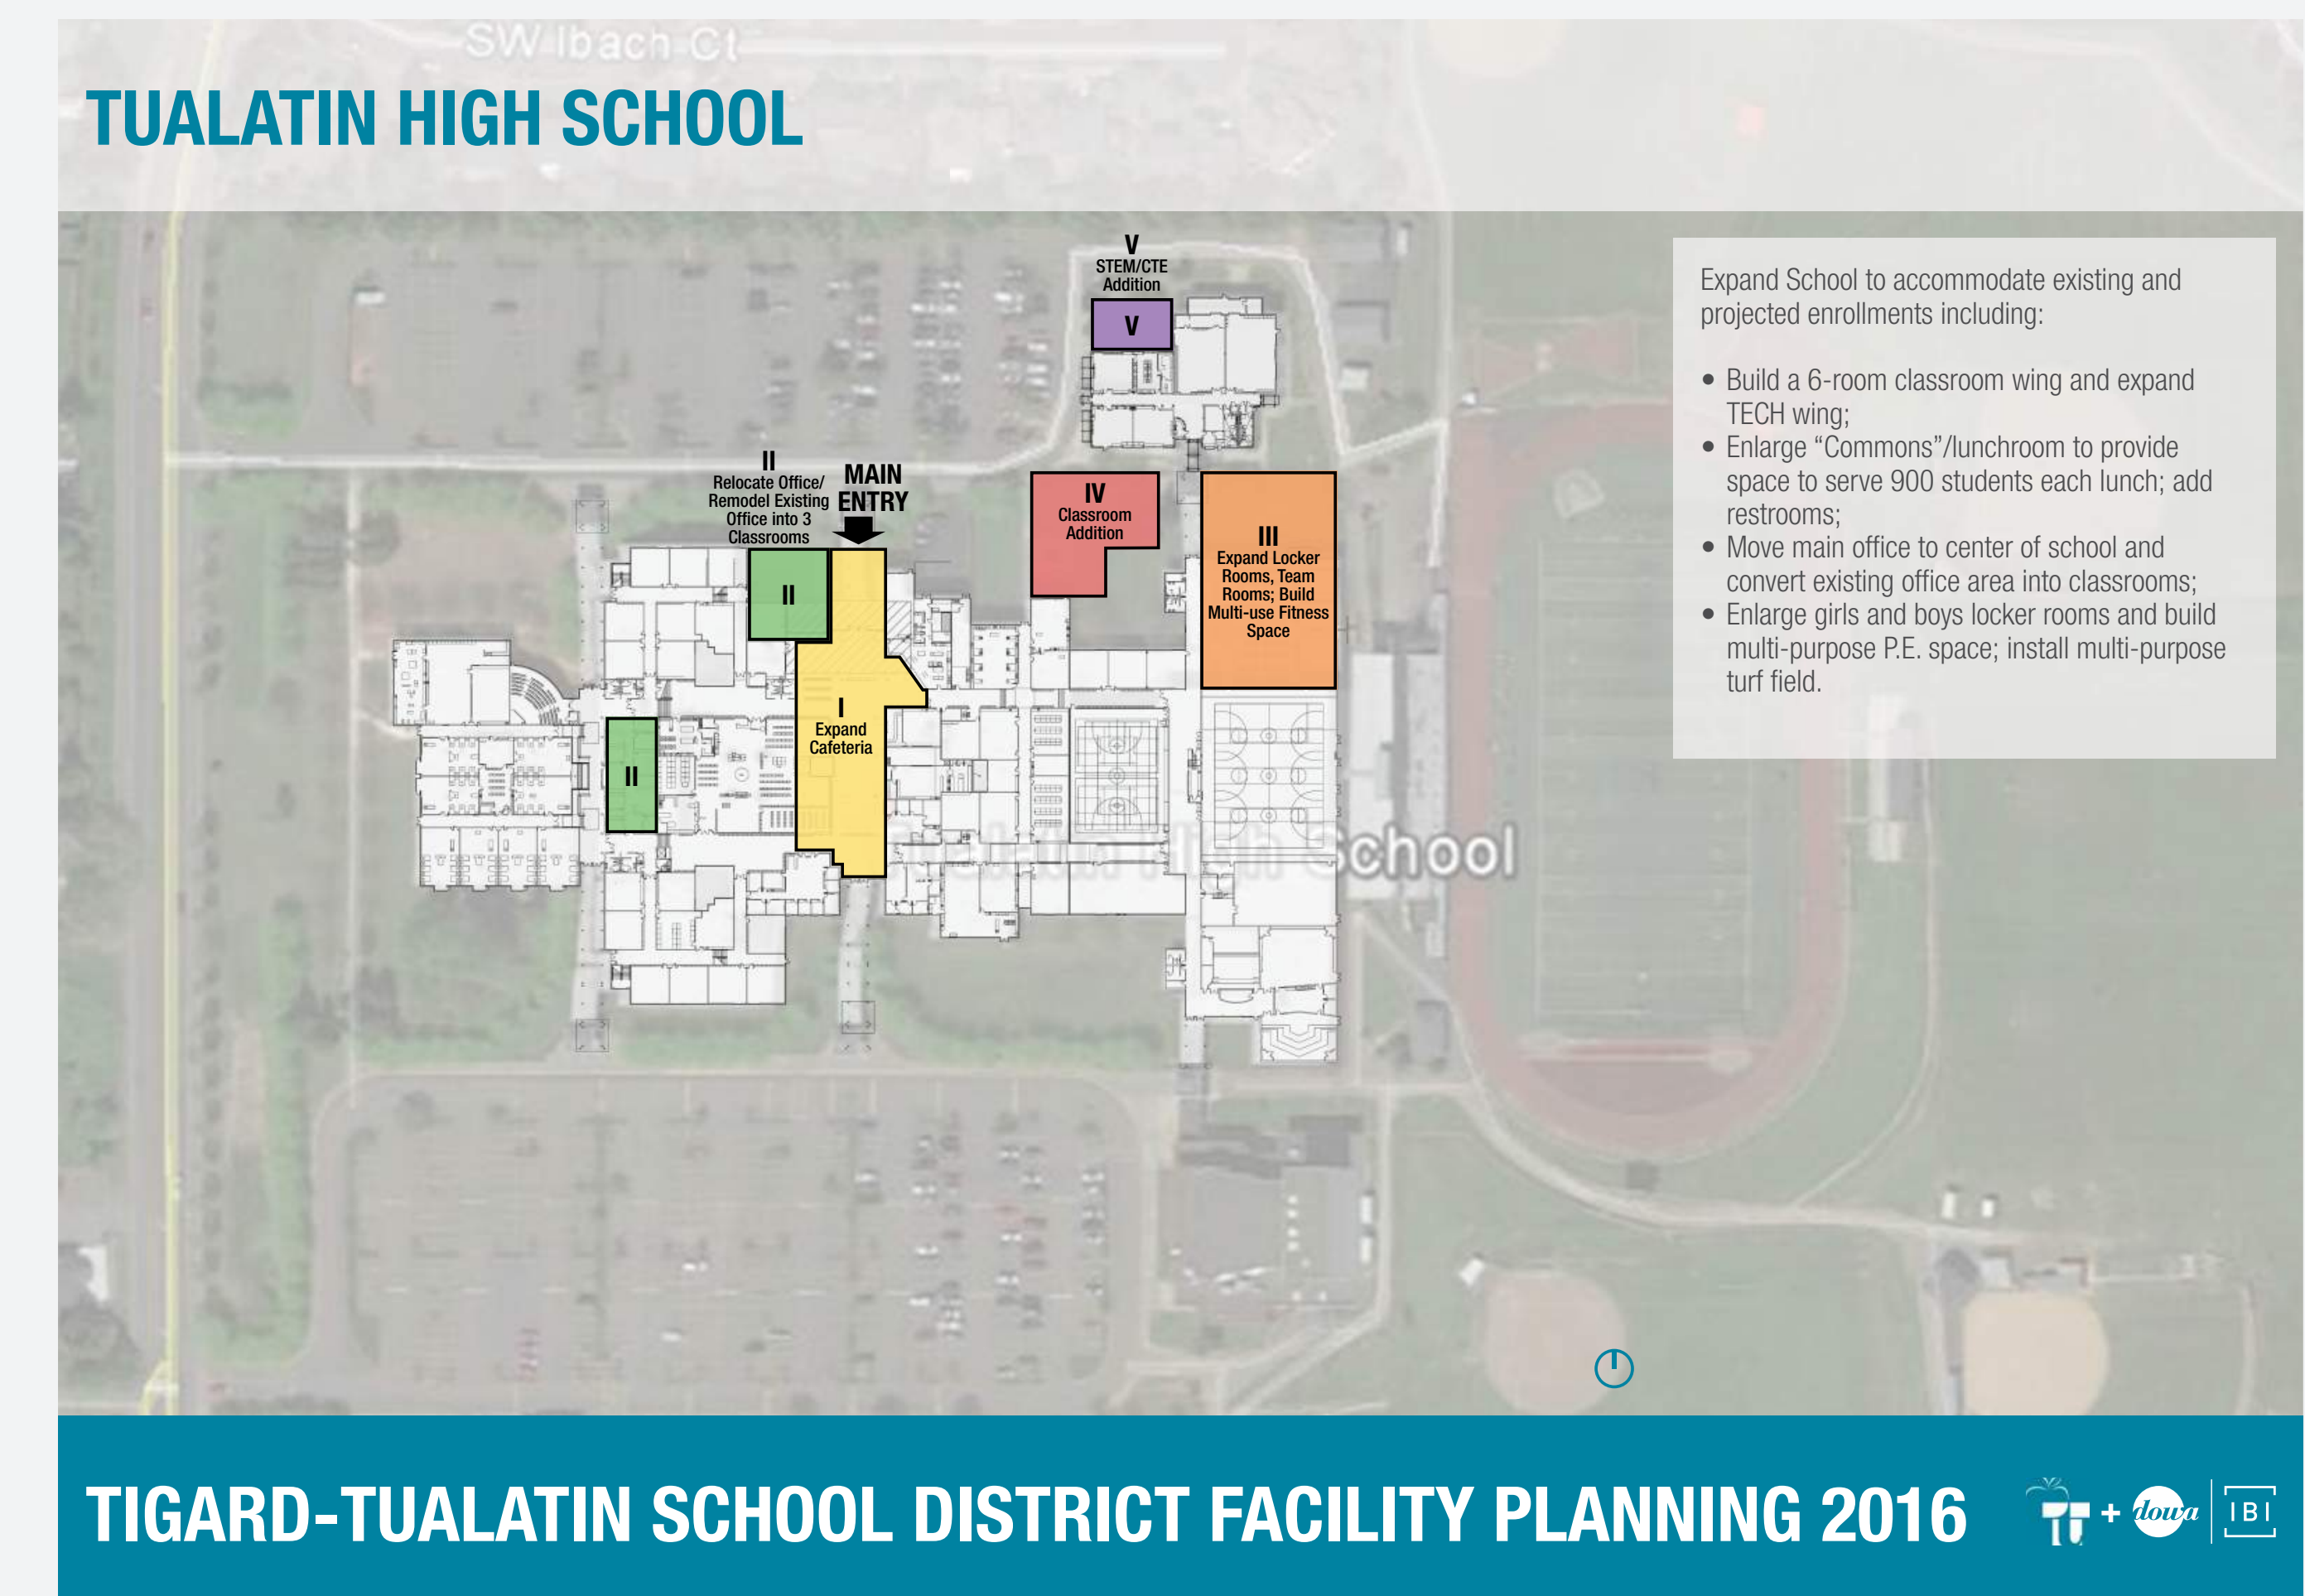 SW Ibach Ct
TUALATIN HIGH SCHOOL
V
STEM/CTE
Addition
V
II
Relocate Office/
Remodel Existing
Office into 3
Classrooms
MAIN
ENTRY
II
IV
Classroom
Addition
III
Expand Locker
Rooms, Team
Rooms; Build
Multi-use Fitness
Space
I
Expand
Cafeteria
II
Tualatin High School
Expand School to accommodate existing and
projected enrollments including:
• Build a 6-room classroom wing and expand
TECH wing;
• Enlarge “Commons”/lunchroom to provide
space to serve 900 students each lunch; add
restrooms;
• Move main office to center of school and
convert existing office area into classrooms;
• Enlarge girls and boys locker rooms and build
multi-purpose P.E. space; install multi-purpose
turf field.
TIGARD-TUALATIN SCHOOL DISTRICT FACILITY PLANNING 2016
TT + dowa IBI